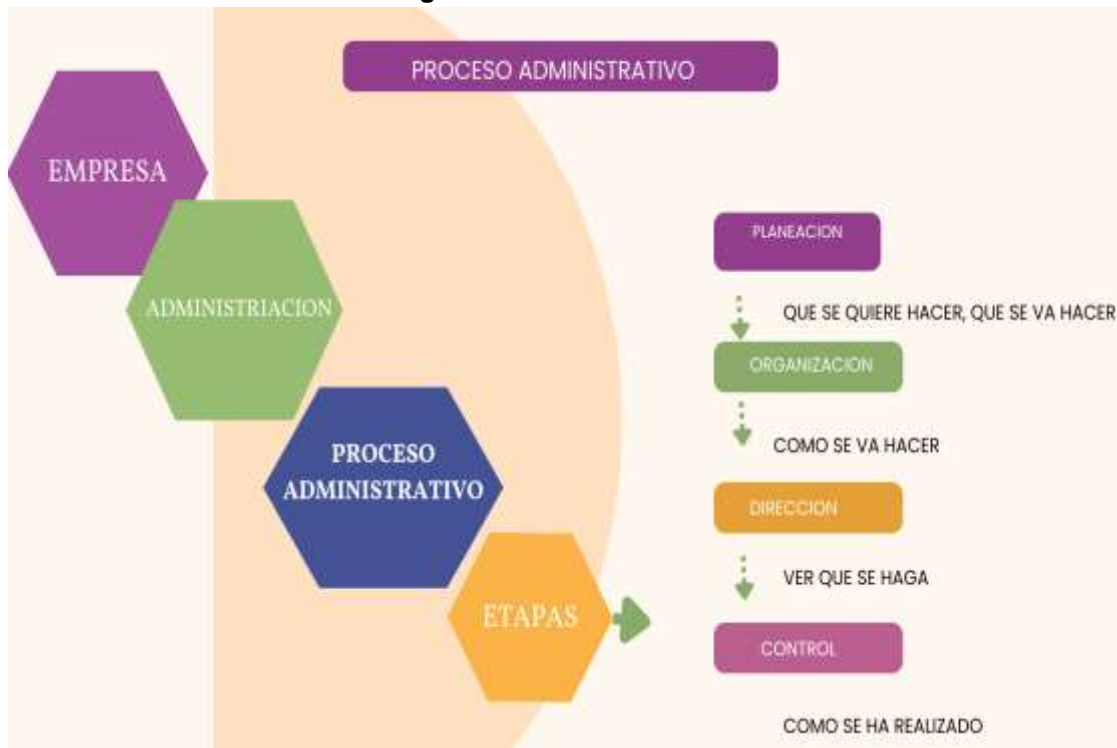 PROCESO ADMINISTRATIVO
EMPRESA
ADMINISTRIACION
PROCESO
ADMINISTRATIVO
ETAPAS
PLANEACION
QUE SE QUIERE HACER, QUE SE VA HACER
ORGANIZACION
COMO SE VA HACER
DIRECCION
VER QUE SE HAGA
CONTROL
COMO SE HA REALIZADO